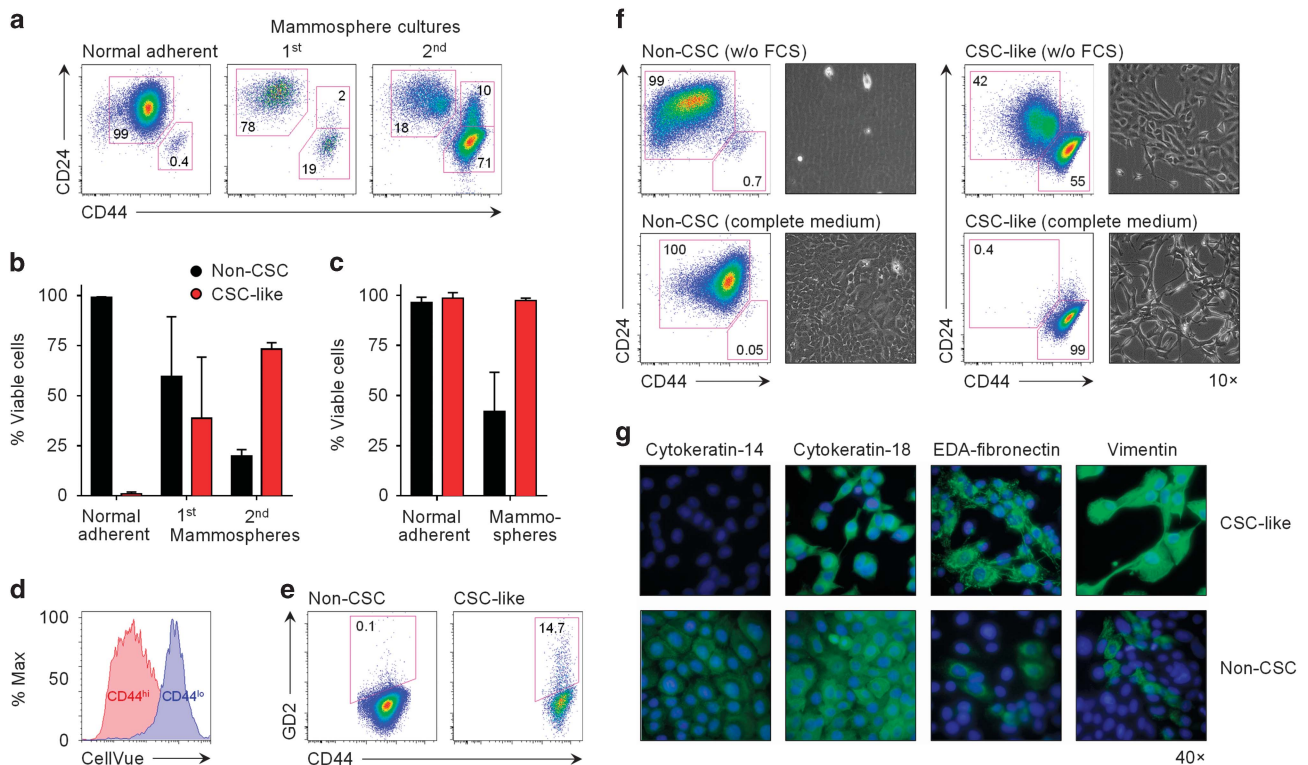 a
Mammosphere cultures
Normal adherent 1st 2nd
99
0.4
78
2
19
18
10
71
CD24
CD44
b
Non-CSC
CSC-like
% Viable cells
100
75
50
25
0
Normal adherent
1st 2nd
Mammospheres
c
% Viable cells
100
75
50
25
0
Normal adherent
Mammo-spheres
d
% Max
100
50
0
CD44hi CD44lo
CellVue
e
Non-CSC CSC-like
0.1
14.7
GD2
CD44
f
Non-CSC (w/o FCS)
99
0.7
Non-CSC (complete medium)
100
0.05
CD24
CD44
CSC-like (w/o FCS)
42
55
CSC-like (complete medium)
0.4
99
CD24
CD44
10×
g
Cytokeratin-14 Cytokeratin-18 EDA-fibronectin Vimentin
CSC-like
Non-CSC
40×